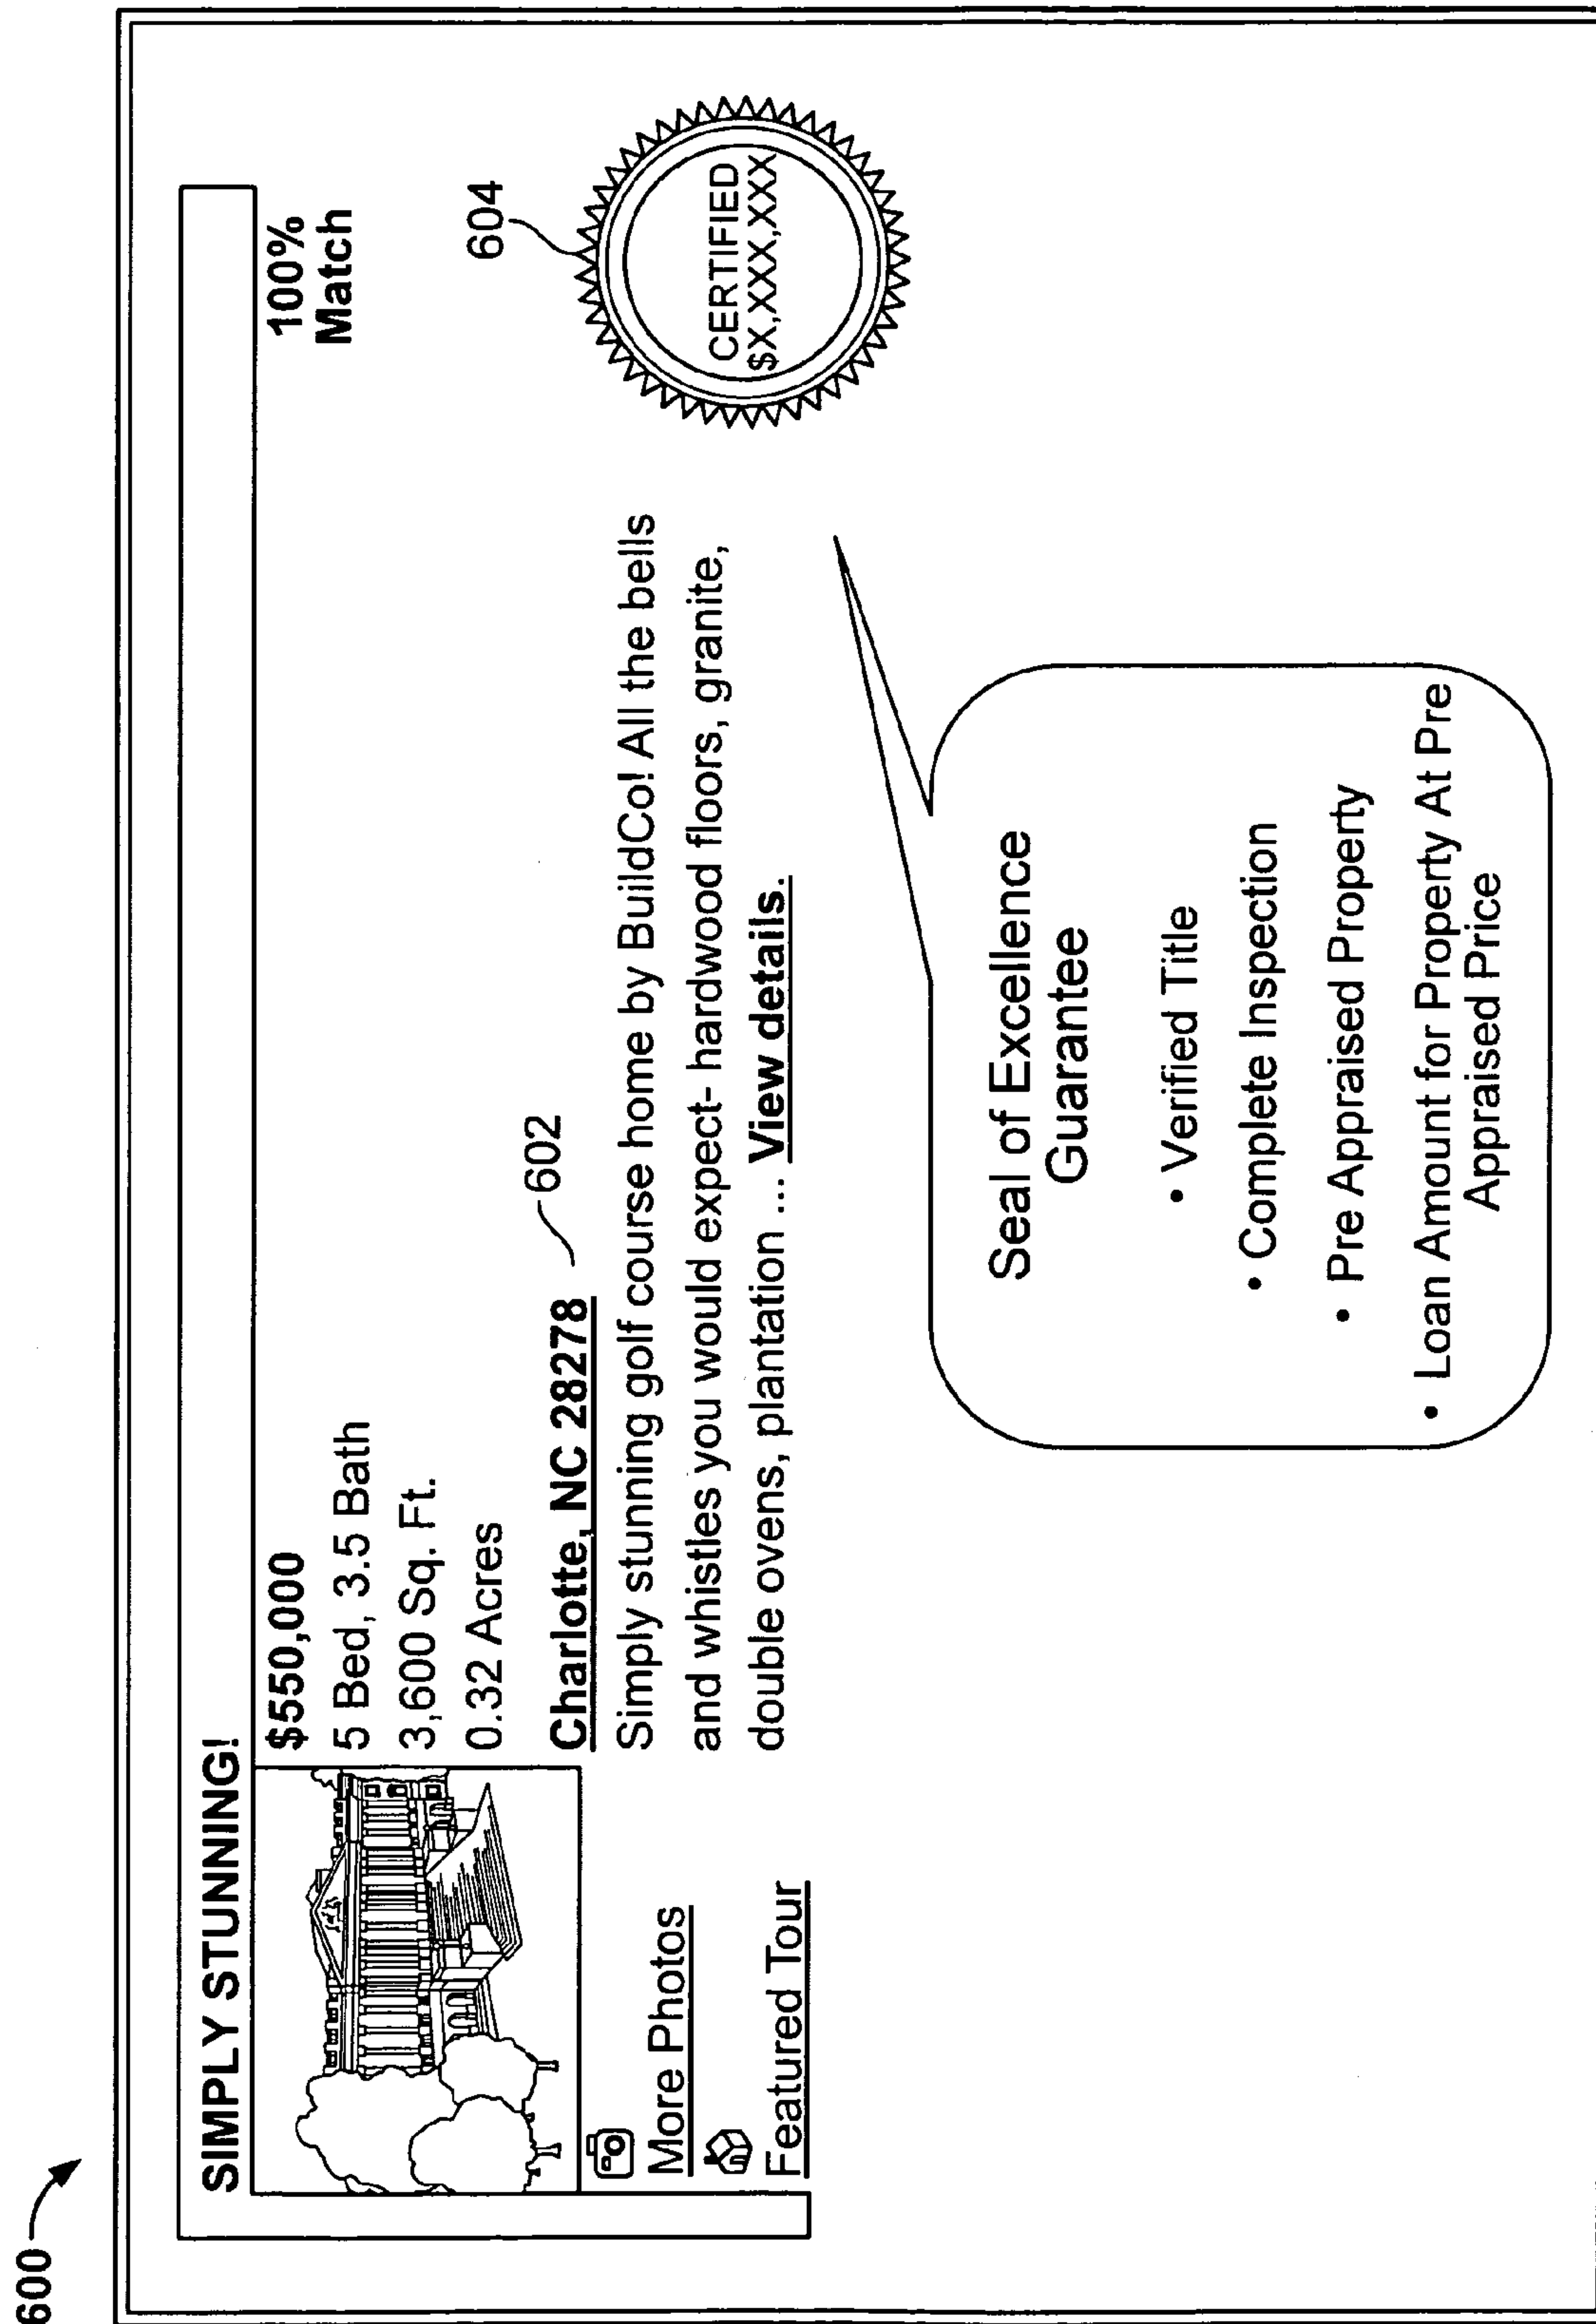 600
SIMPLY STUNNING!
$550,000
5 Bed, 3.5 Bath
3,600 Sq. Ft.
0.32 Acres
100%
Match
Charlotte, NC 28278
602
604
CERTIFIED
$X,XXX,XXX
Simply stunning golf course home by BuildCo! All the bells
and whistles you would expect- hardwood floors, granite,
double ovens, plantation ... View details.
More Photos
Featured Tour
Seal of Excellence
Guarantee
• Verified Title
• Complete Inspection
• Pre Appraised Property
• Loan Amount for Property At Pre
Appraised Price